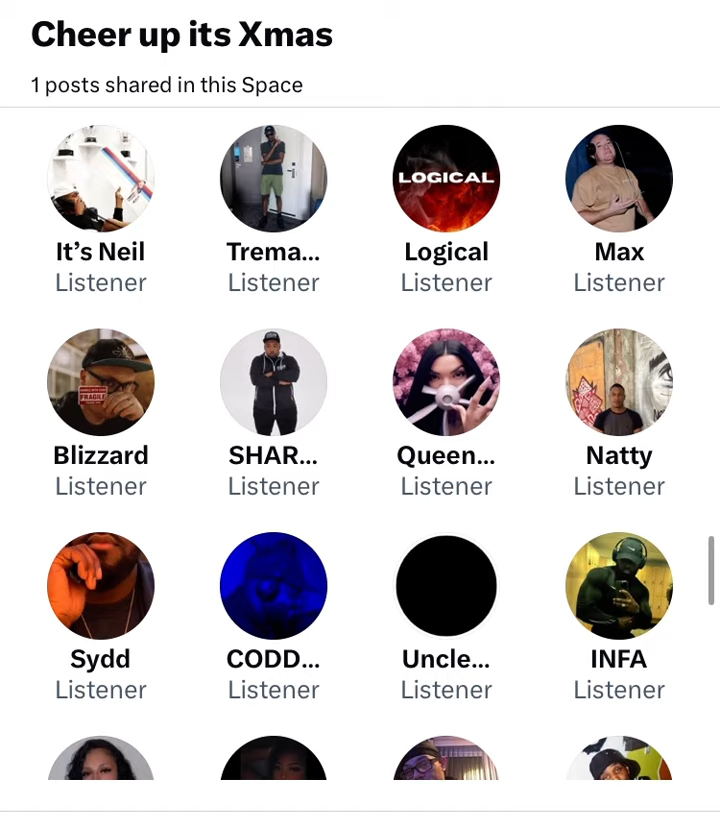 Cheer up its Xmas
1 posts shared in this Space
LOGICAL
It’s Neil Trema... Logical Max
Listener Listener Listener Listener
FRAGILE
Blizzard SHAR... Queen... Natty
Listener Listener Listener Listener
Sydd CODD... Uncle... INFA
Listener Listener Listener Listener